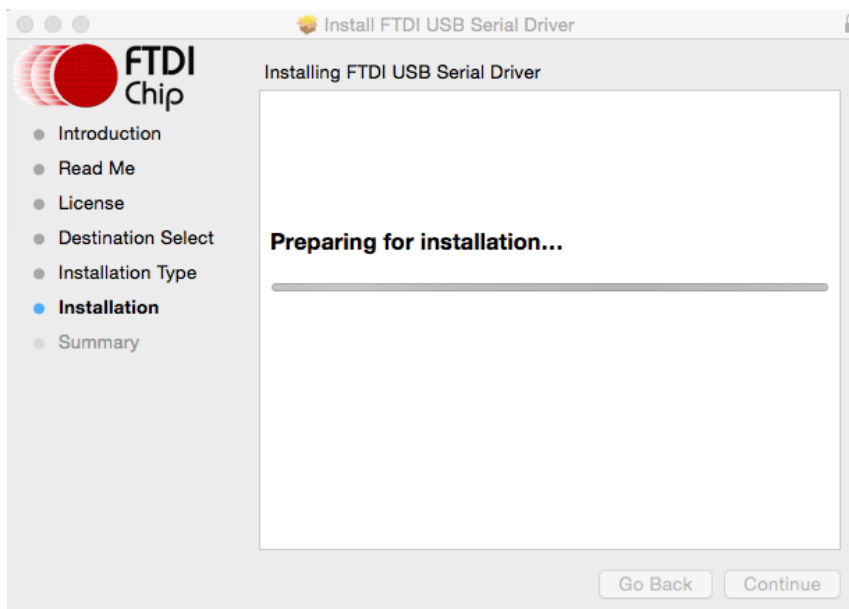 Install FTDI USB Serial Driver
FTDI
Chip
Installing FTDI USB Serial Driver
Introduction
Read Me
License
Destination Select
Installation Type
Installation
Summary
Preparing for installation...
Go Back
Continue